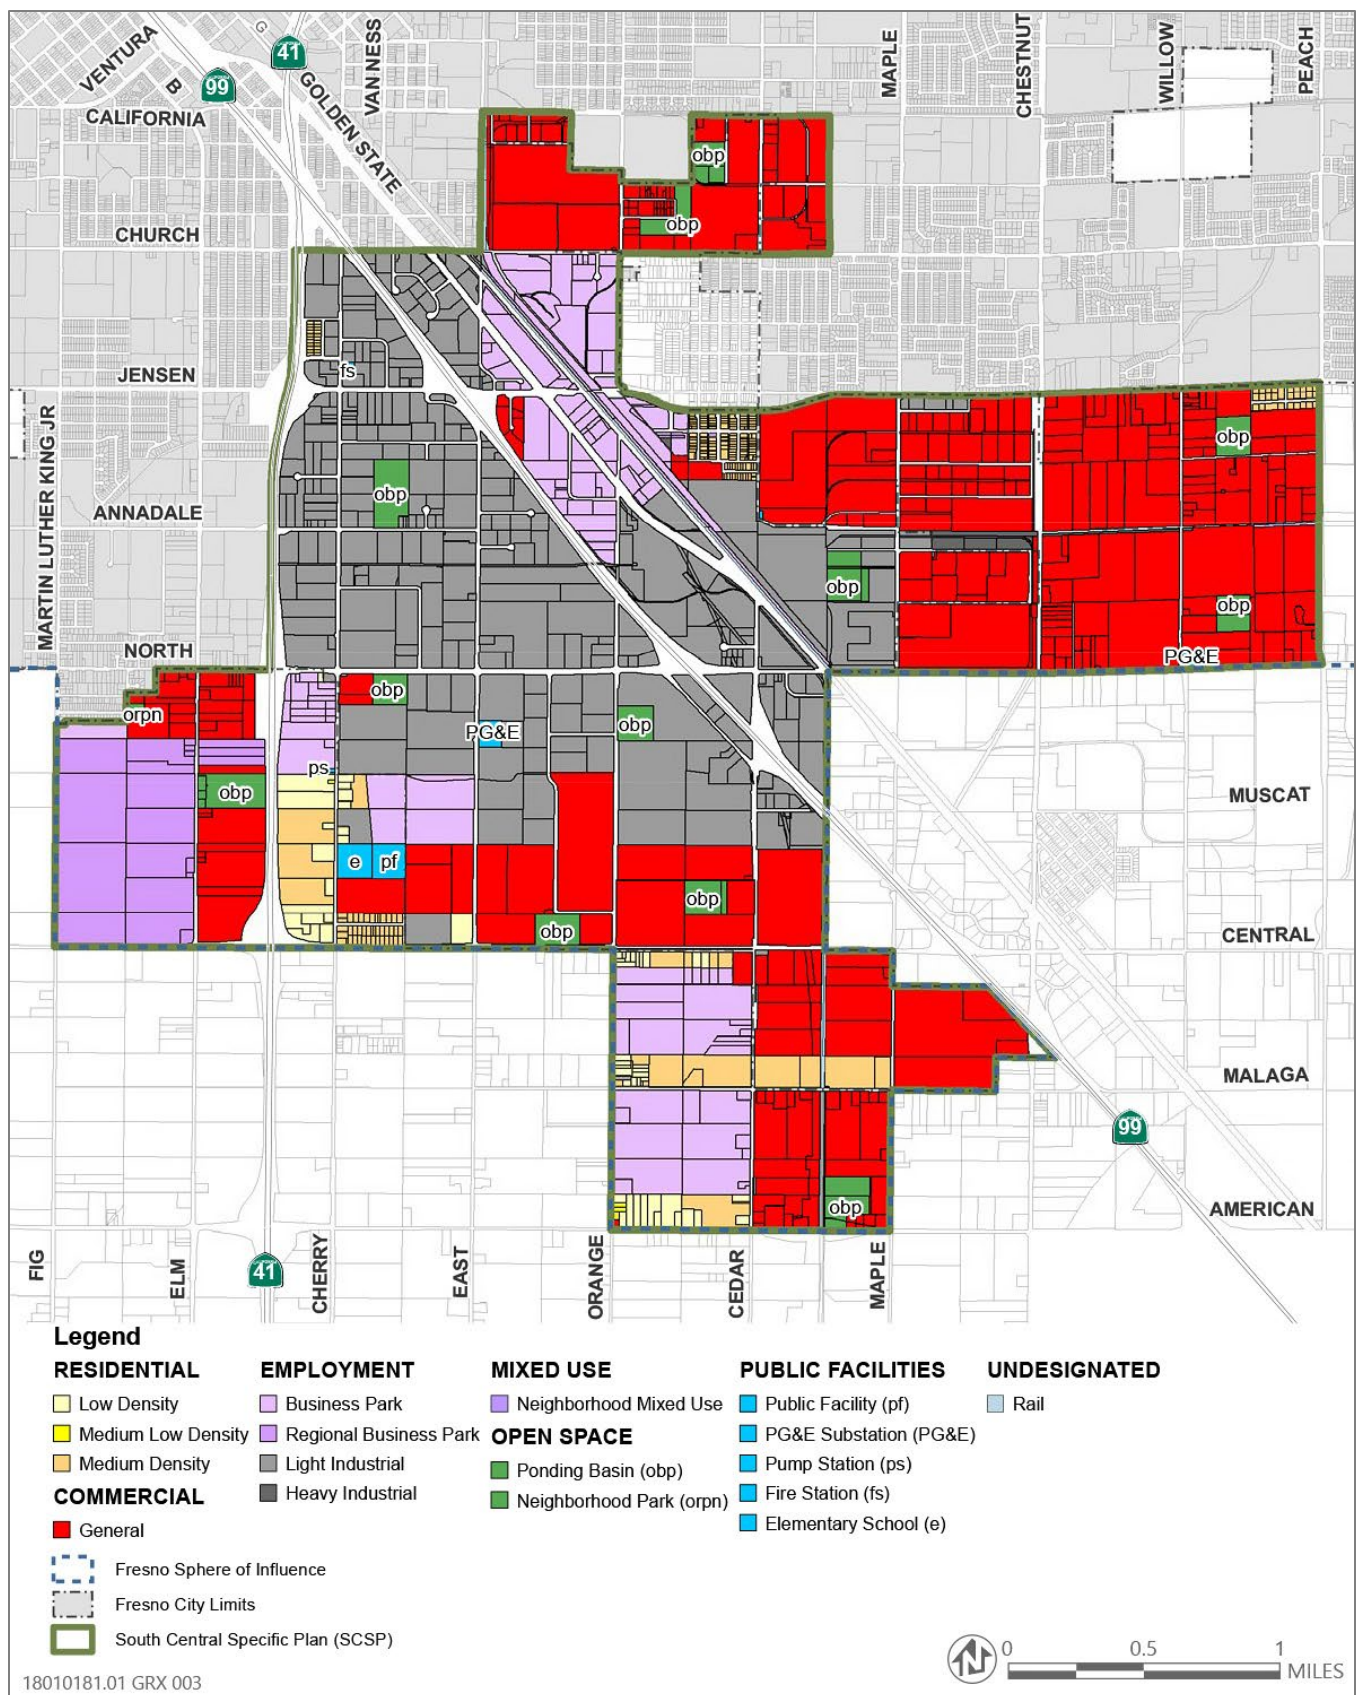 VENTURA
B
G
41
99
GOLDEN STATE
VAN NESS
MAPLE
CHESTNUT
WILLOW
PEACH
CALIFORNIA
obp
obp
CHURCH
fs
JENSEN
MARTIN LUTHER KING JR
obp
obp
ANNADALE
obp
obp
NORTH
PG&E
obp
orpn
PG&E
obp
ps
obp
MUSCAT
e
pf
obp
obp
CENTRAL
MALAGA
99
obp
AMERICAN
FIG
ELM
41
CHERRY
EAST
ORANGE
CEDAR
MAPLE
Legend
RESIDENTIAL
Low Density
Medium Low Density
Medium Density
COMMERCIAL
General
EMPLOYMENT
Business Park
Regional Business Park
Light Industrial
Heavy Industrial
MIXED USE
Neighborhood Mixed Use
OPEN SPACE
Ponding Basin (obp)
Neighborhood Park (orpn)
PUBLIC FACILITIES
Public Facility (pf)
PG&E Substation (PG&E)
Pump Station (ps)
Fire Station (fs)
Elementary School (e)
UNDESIGNATED
Rail
Fresno Sphere of Influence
Fresno City Limits
South Central Specific Plan (SCSP)
N
0 0.5 1
MILES
18010181.01 GRX 003